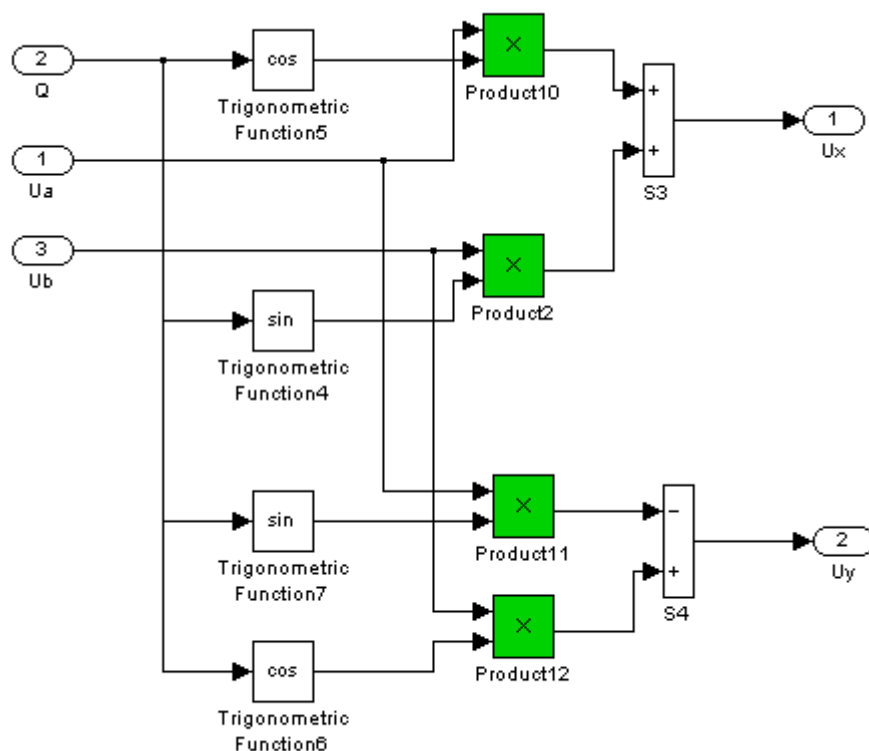 2
Q
cos
Trigonometric
Function5
×
Product10
+
+
S3
1
Ux
1
Ua
3
Ub
×
Product2
sin
Trigonometric
Function4
sin
Trigonometric
Function7
×
Product11
−
+
S4
2
Uy
cos
Trigonometric
Function6
×
Product12